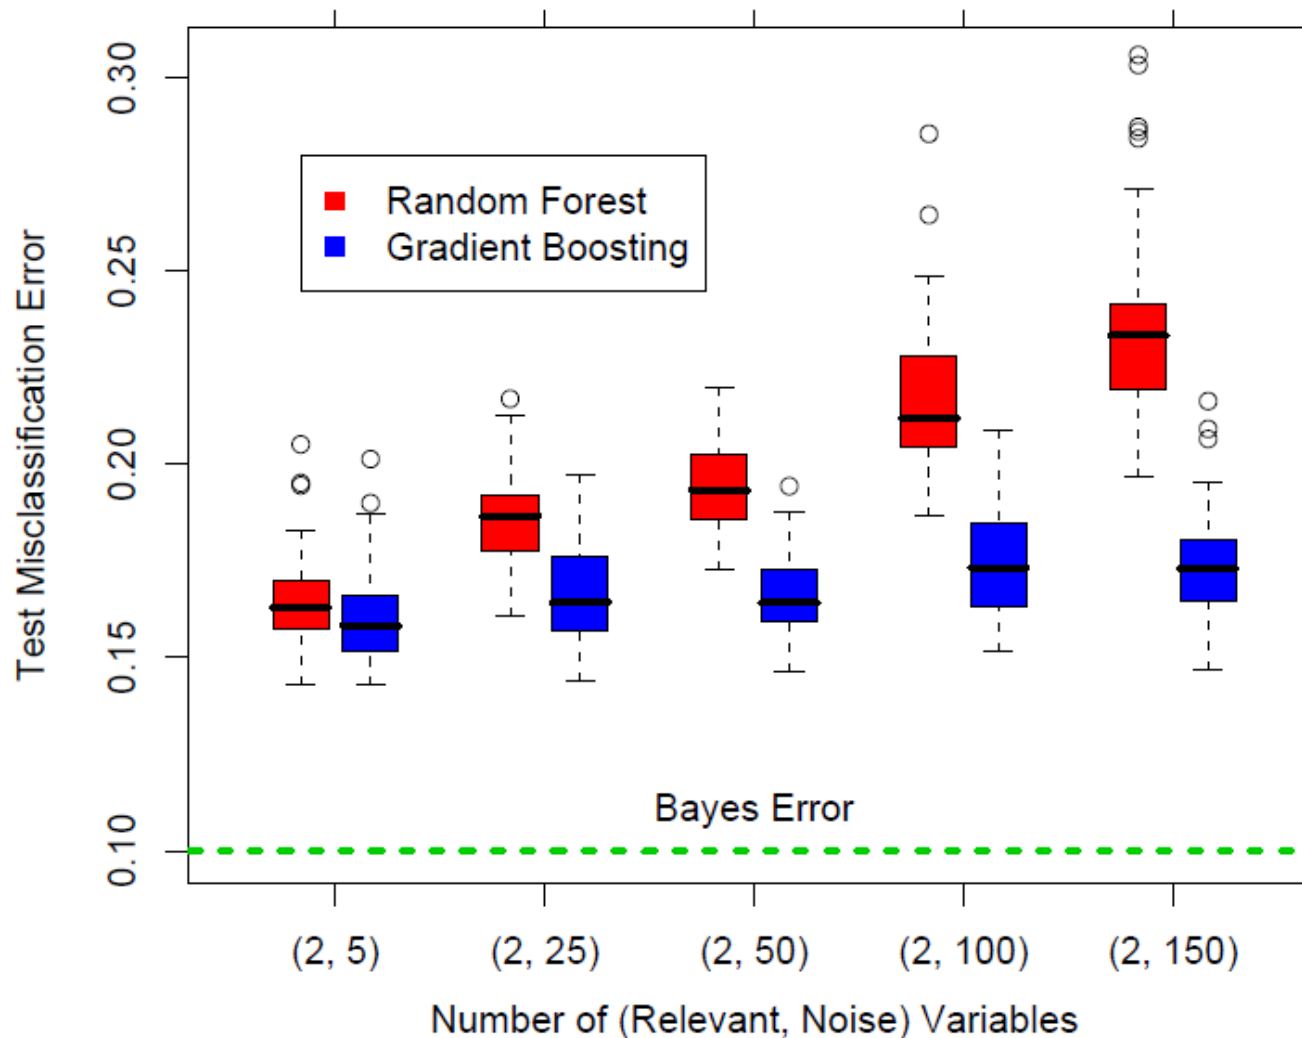 0.30
0.25
0.20
0.15
0.10
Test Misclassification Error
Random Forest
Gradient Boosting
Bayes Error
(2, 5) (2, 25) (2, 50) (2, 100) (2, 150)
Number of (Relevant, Noise) Variables